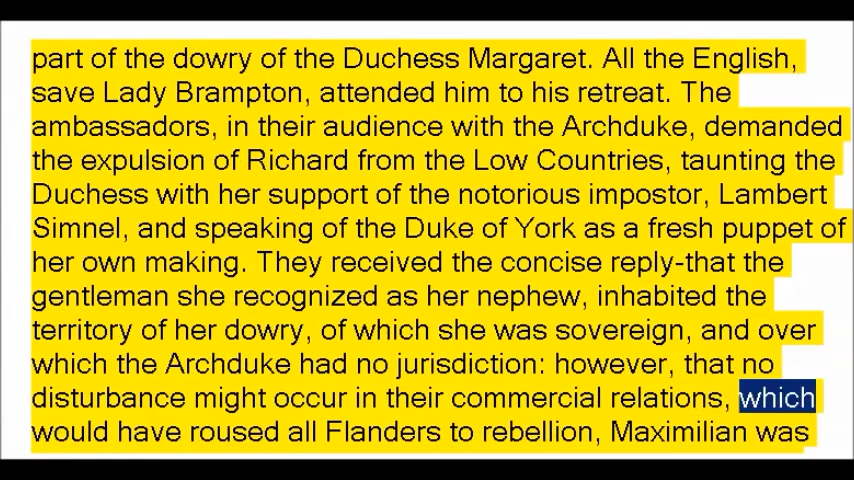 part of the dowry of the Duchess Margaret. All the English,
save Lady Brampton, attended him to his retreat. The
ambassadors, in their audience with the Archduke, demanded
the expulsion of Richard from the Low Countries, taunting the
Duchess with her support of the notorious impostor, Lambert
Simnel, and speaking of the Duke of York as a fresh puppet of
her own making. They received the concise reply-that the
gentleman she recognized as her nephew, inhabited the
territory of her dowry, of which she was sovereign, and over
which the Archduke had no jurisdiction: however, that no
disturbance might occur in their commercial relations, which
would have roused all Flanders to rebellion, Maximilian was